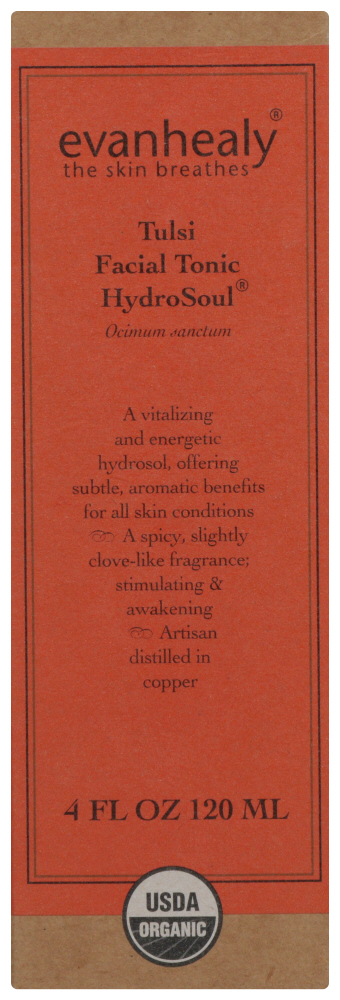 evanhealy®
the skin breathes
Tulsi
Facial Tonic
HydroSoul®
Ocimum sanctum
A vitalizing
and energetic
hydrosol, offering
subtle, aromatic benefits
for all skin conditions
A spicy, slightly
clove-like fragrance;
stimulating &
awakening
Artisan
distilled in
copper
4 FL OZ 120 ML
USDA
ORGANIC